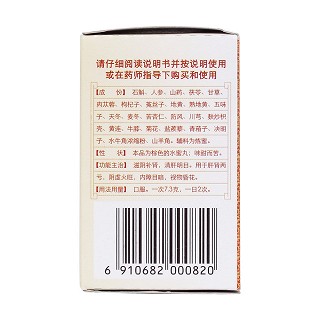 请仔细阅读说明书并按说明使用
或在药师指导下购买和使用
[成 份] 石斛、人参、山药、茯苓、甘草、
肉苁蓉、枸杞子、菟丝子、地黄、熟地黄、五味
子、天冬、麦冬、苦杏仁、防风、川芎、麸炒枳
壳、黄连、牛膝、菊花、盐蒺藜、青葙子、决明
子、水牛角浓缩粉、山羊角。辅料为炼蜜。
[性 状] 本品为棕色的水蜜丸；味甜而苦。
[功能主治] 滋阴补肾，清肝明目。用于肝肾两
亏，阴虚火旺，内障目暗，视物昏花。
[用法用量] 口服。一次7.3克，一日2次。
6 910682 000820